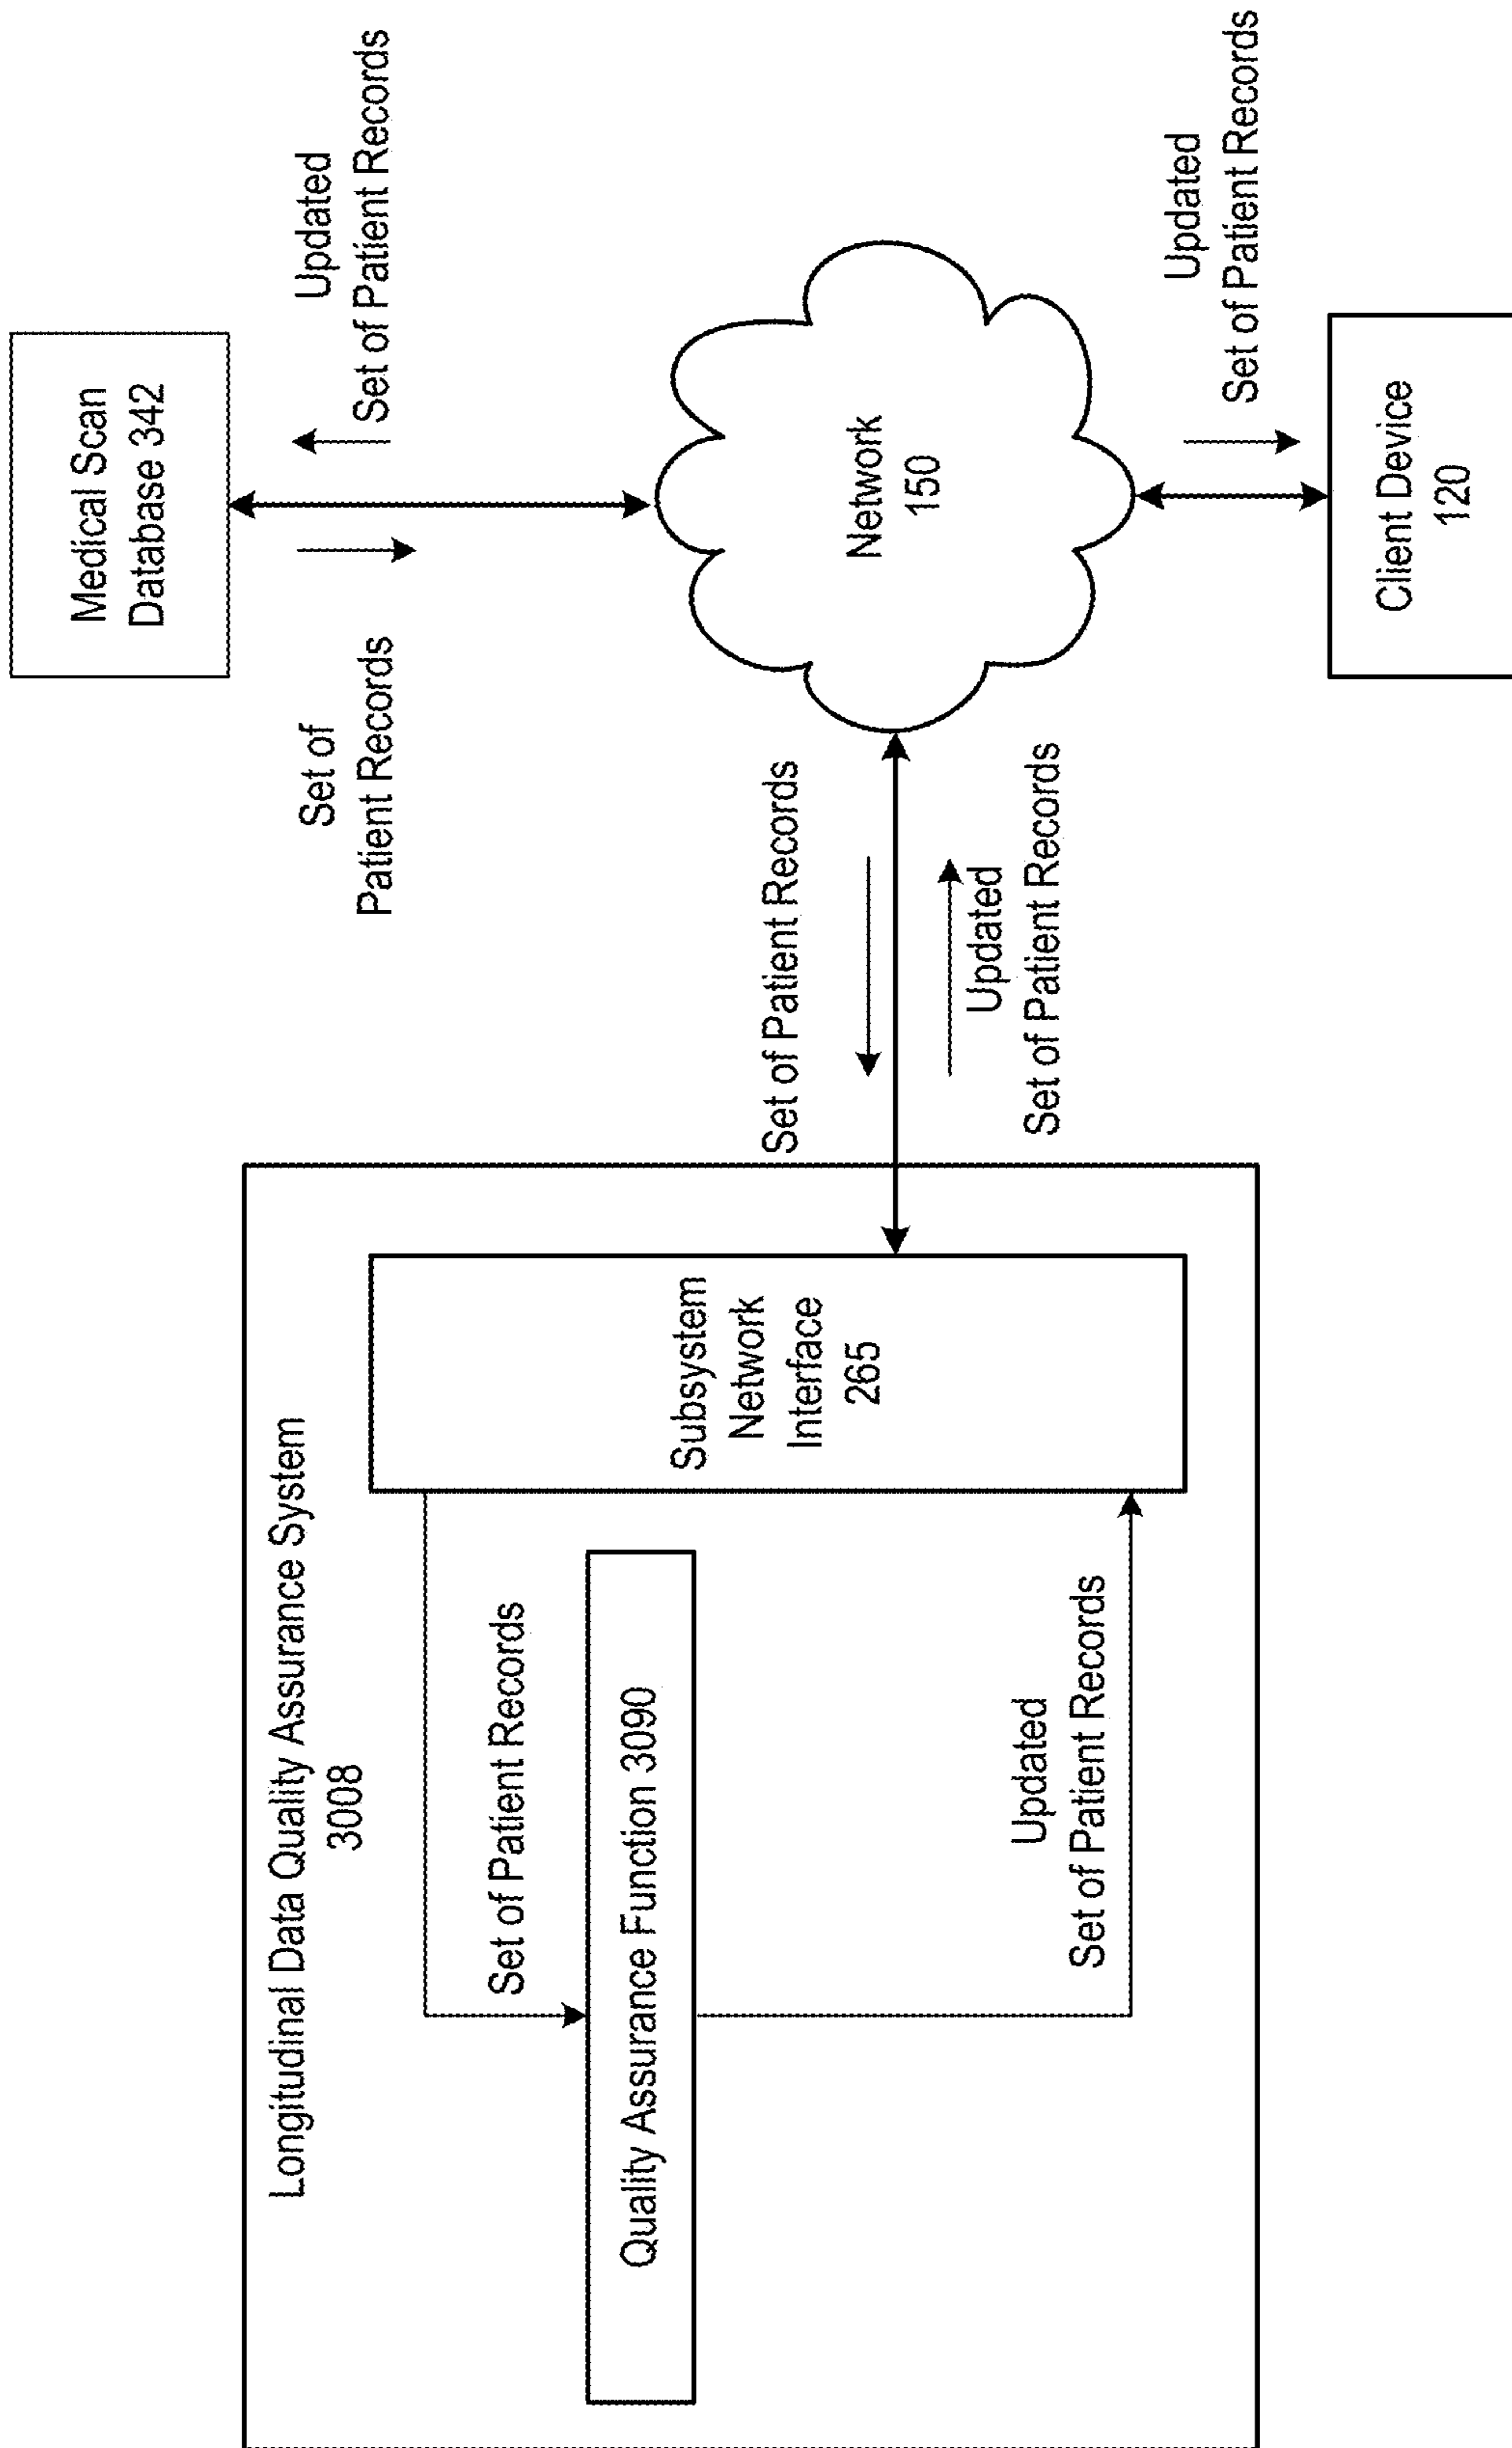 Longitudinal Data Quality Assurance System
3008
Set of Patient Records
Quality Assurance Function 3090
Updated
Set of Patient Records
Subsystem
Network
Interface
265
Set of Patient Records
Updated
Set of Patient Records
Set of
Patient Records
Medical Scan
Database 342
Updated
Set of Patient Records
Network
150
Updated
Set of Patient Records
Client Device
120